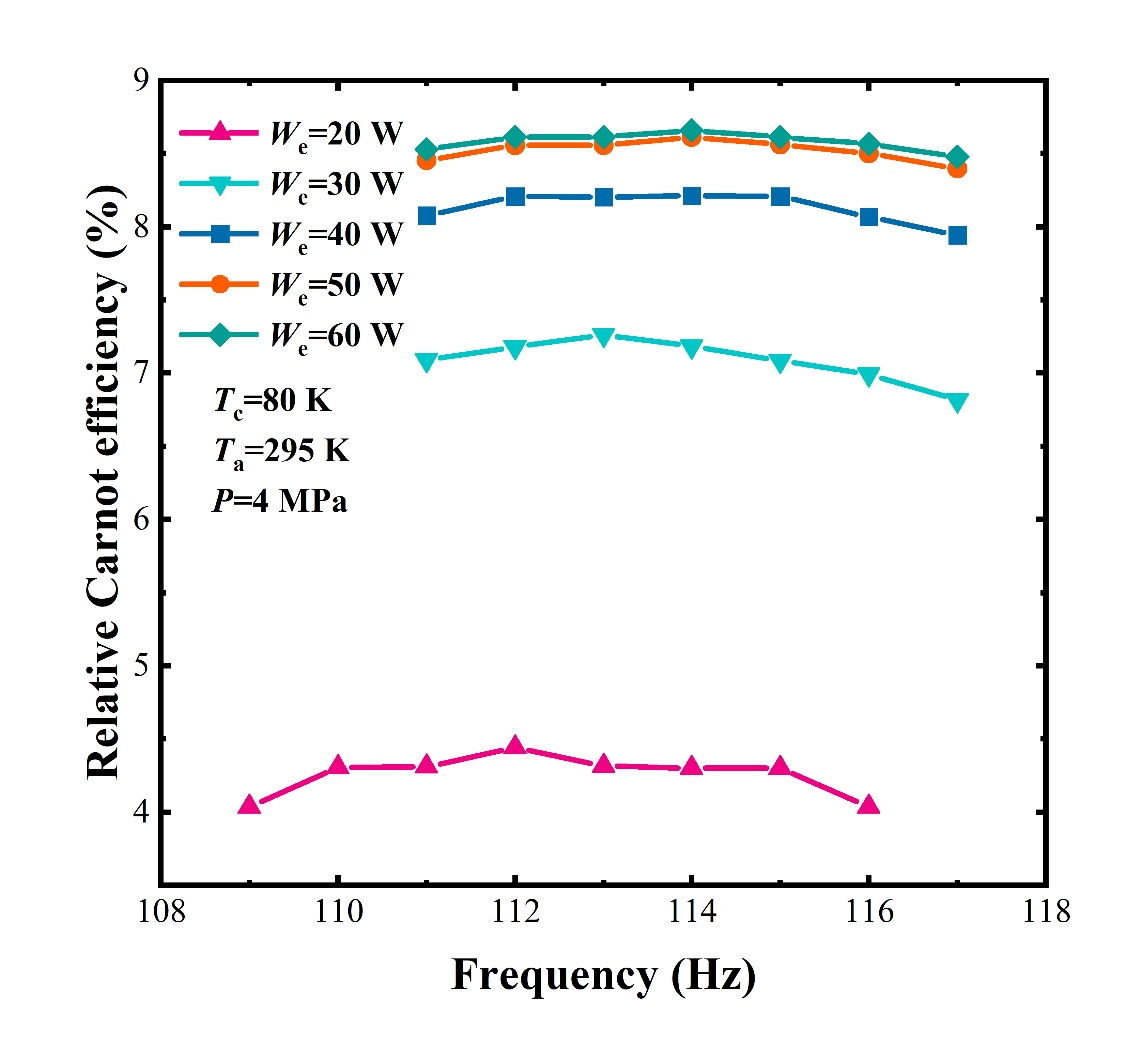 9
8
7
6
5
4
Relative Carnot efficiency (%)
We=20 W
We=30 W
We=40 W
We=50 W
We=60 W
Tc=80 K
Ta=295 K
P=4 MPa
108 110 112 114 116 118
Frequency (Hz)